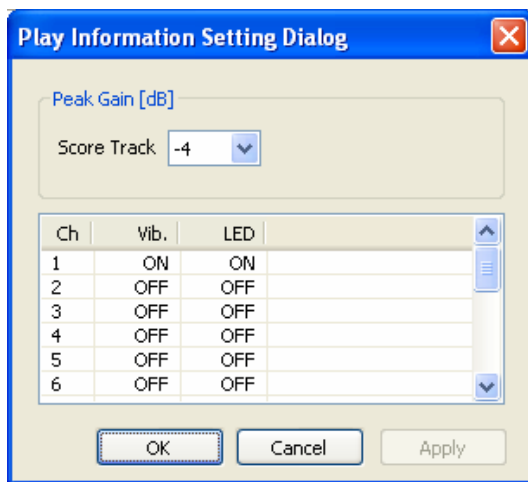 Play Information Setting Dialog
Peak Gain [dB]
Score Track -4
Ch Vib. LED
1 ON ON
2 OFF OFF
3 OFF OFF
4 OFF OFF
5 OFF OFF
6 OFF OFF
OK Cancel Apply